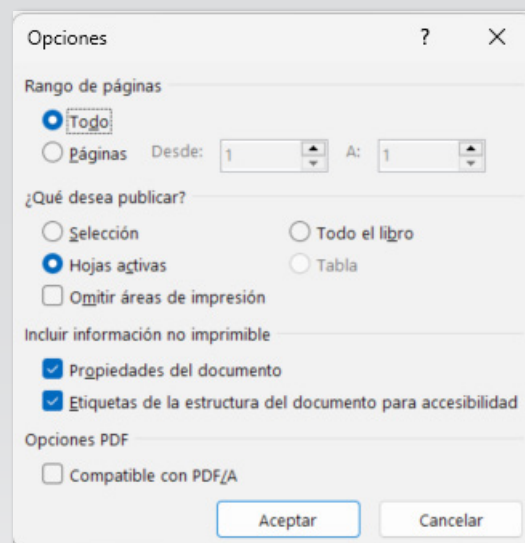 Opciones ?
Rango de páginas
Todo
Páginas Desde: 1 A: 1
¿Qué desea publicar?
Selección Todo el libro
Hojas activas Tabla
Omitir áreas de impresión
Incluir información no imprimible
Propiedades del documento
Etiquetas de la estructura del documento para accesibilidad
Opciones PDF
Compatible con PDF/A
Aceptar Cancelar